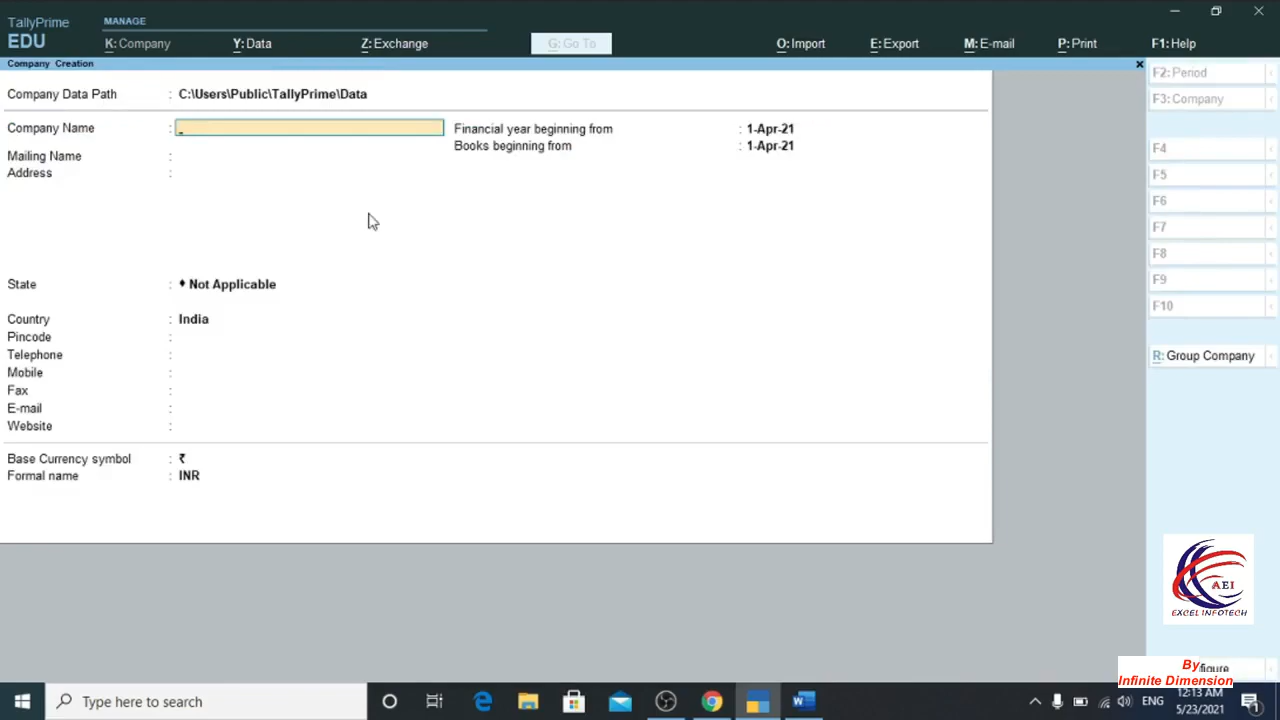 TallyPrime
EDU
MANAGE
K: Company
Y: Data
Z: Exchange
G: Go To
O: Import
E: Export
M: E-mail
P: Print
F1: Help
Company Creation
Company Data Path : C:\Users\Public\TallyPrime\Data
Company Name :
Mailing Name :
Address :
Financial year beginning from : 1-Apr-21
Books beginning from : 1-Apr-21
State : ♦ Not Applicable
Country : India
Pincode :
Telephone :
Mobile :
Fax :
E-mail :
Website :
Base Currency symbol : ₹
Formal name : INR
F2: Period
F3: Company
F4
F5
F6
F7
F8
F9
F10
R: Group Company
AEI
EXCEL INFOTECH
By
Infinite Dimension
Type here to search
ENG
12:13 AM
5/23/2021
1